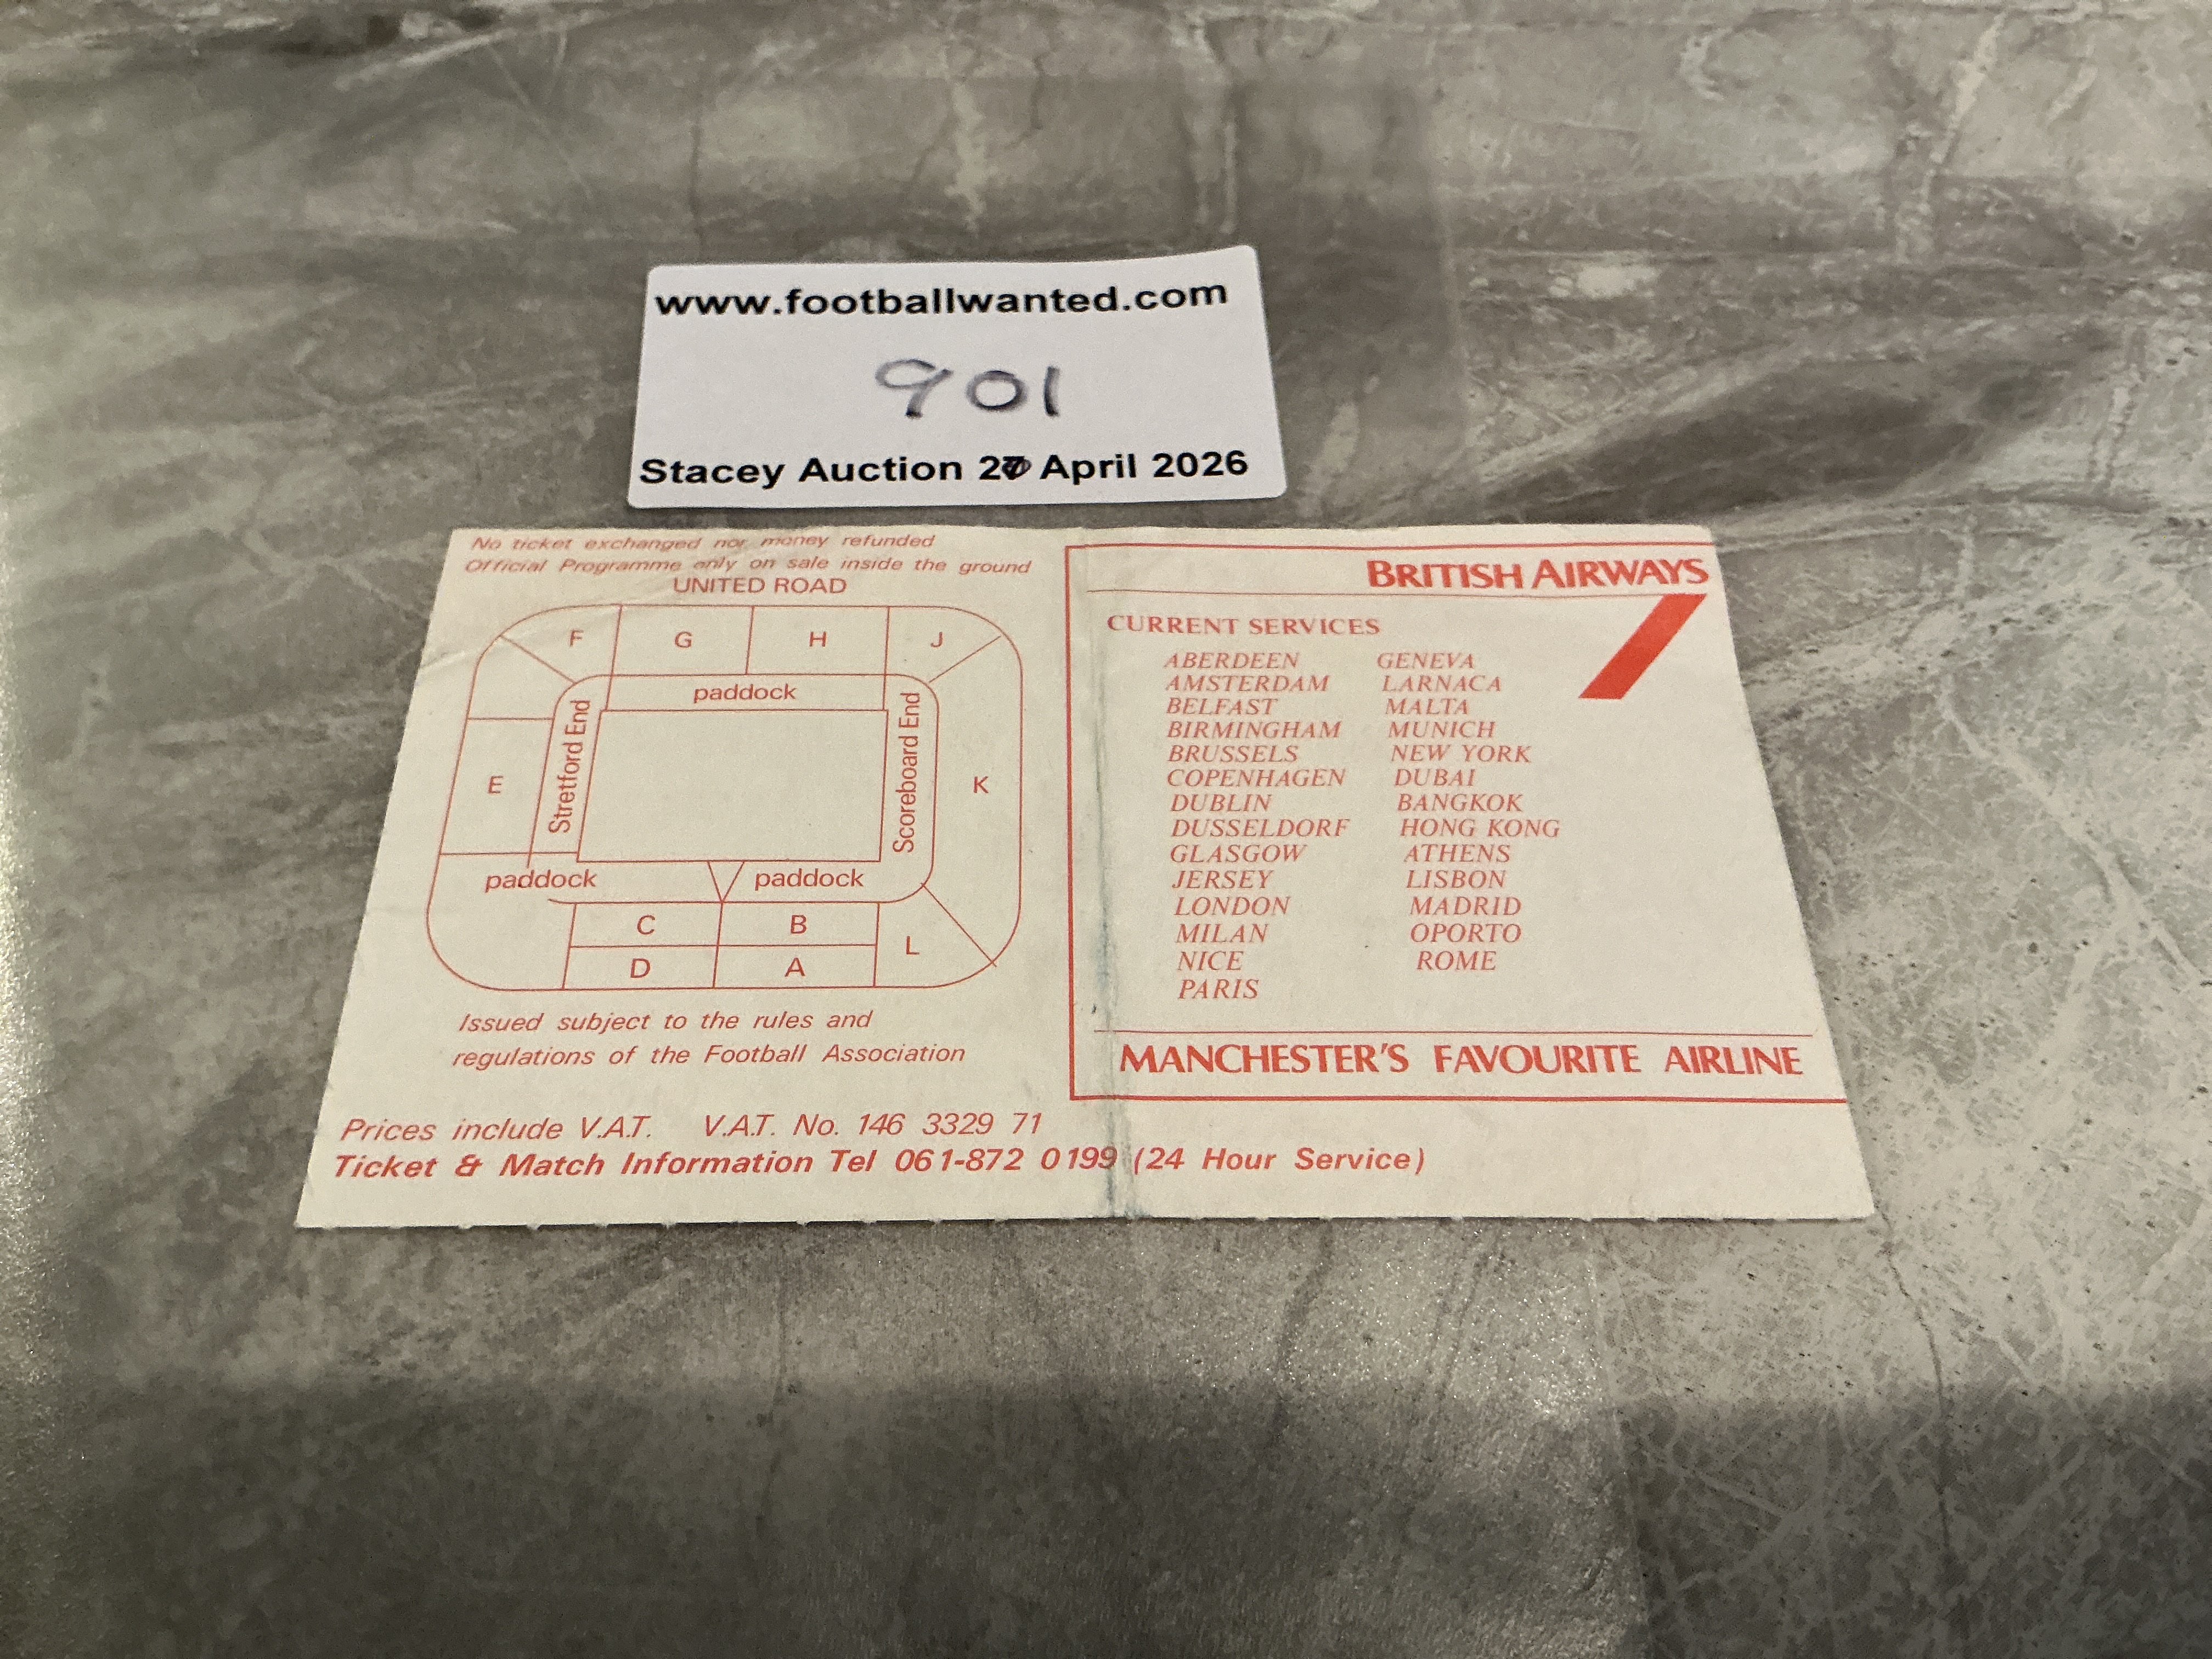 www.footballwanted.com
901
Stacey Auction 27 April 2026
No ticket exchanged nor money refunded
Official Programme only on sale inside the ground
UNITED ROAD
F G H J
paddock
Stretford End
Scoreboard End
E K
paddock paddock
C B
L
D A
Issued subject to the rules and
regulations of the Football Association
BRITISH AIRWAYS
CURRENT SERVICES
ABERDEEN GENEVA
AMSTERDAM LARNACA
BELFAST MALTA
BIRMINGHAM MUNICH
BRUSSELS NEW YORK
COPENHAGEN DUBAI
DUBLIN BANGKOK
DUSSELDORF HONG KONG
GLASGOW ATHENS
JERSEY LISBON
LONDON MADRID
MILAN OPORTO
NICE ROME
PARIS
MANCHESTER'S FAVOURITE AIRLINE
Prices include V.A.T. V.A.T. No. 146 3329 71
Ticket & Match Information Tel 061-872 0199 (24 Hour Service)